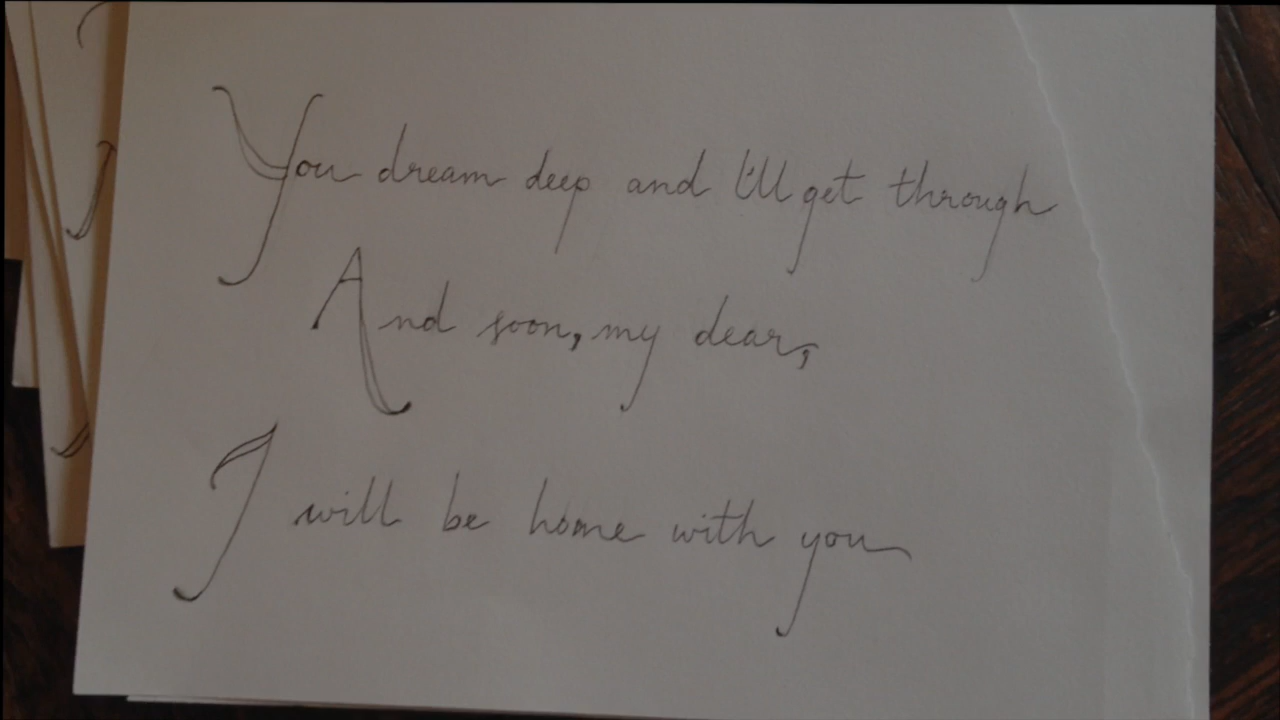 You dream deep and I'll get through
And soon, my dear,
I will be home with you